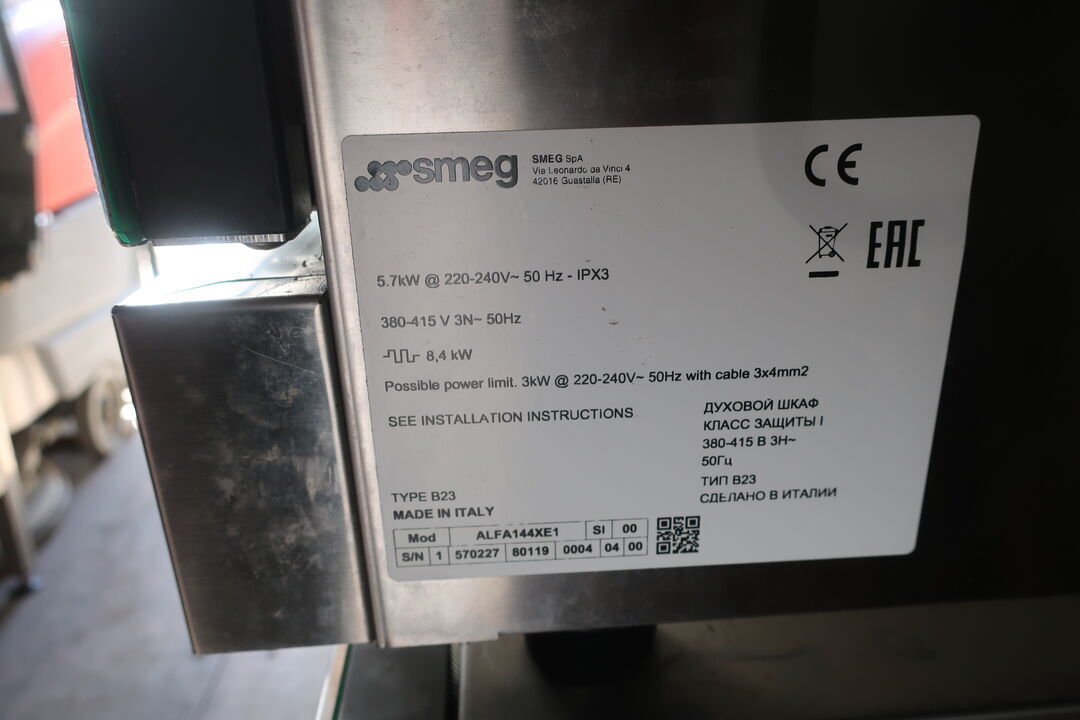 smeg
SMEG SpA
Via Leonardo da Vinci 4
42016 Guastalla (RE)
CE
EAC
5.7kW @ 220-240V~ 50 Hz - IPX3
380-415 V 3N~ 50Hz
8,4 kW
Possible power limit. 3kW @ 220-240V~ 50Hz with cable 3x4mm2
SEE INSTALLATION INSTRUCTIONS
ДУХОВОЙ ШКАФ
КЛАСС ЗАЩИТЫ I
380-415 В 3Н~
50Гц
ТИП В23
СДЕЛАНО В ИТАЛИИ
TYPE B23
MADE IN ITALY
Mod ALFA144XE1 SI 00
S/N 1 570227 80119 0004 04 00